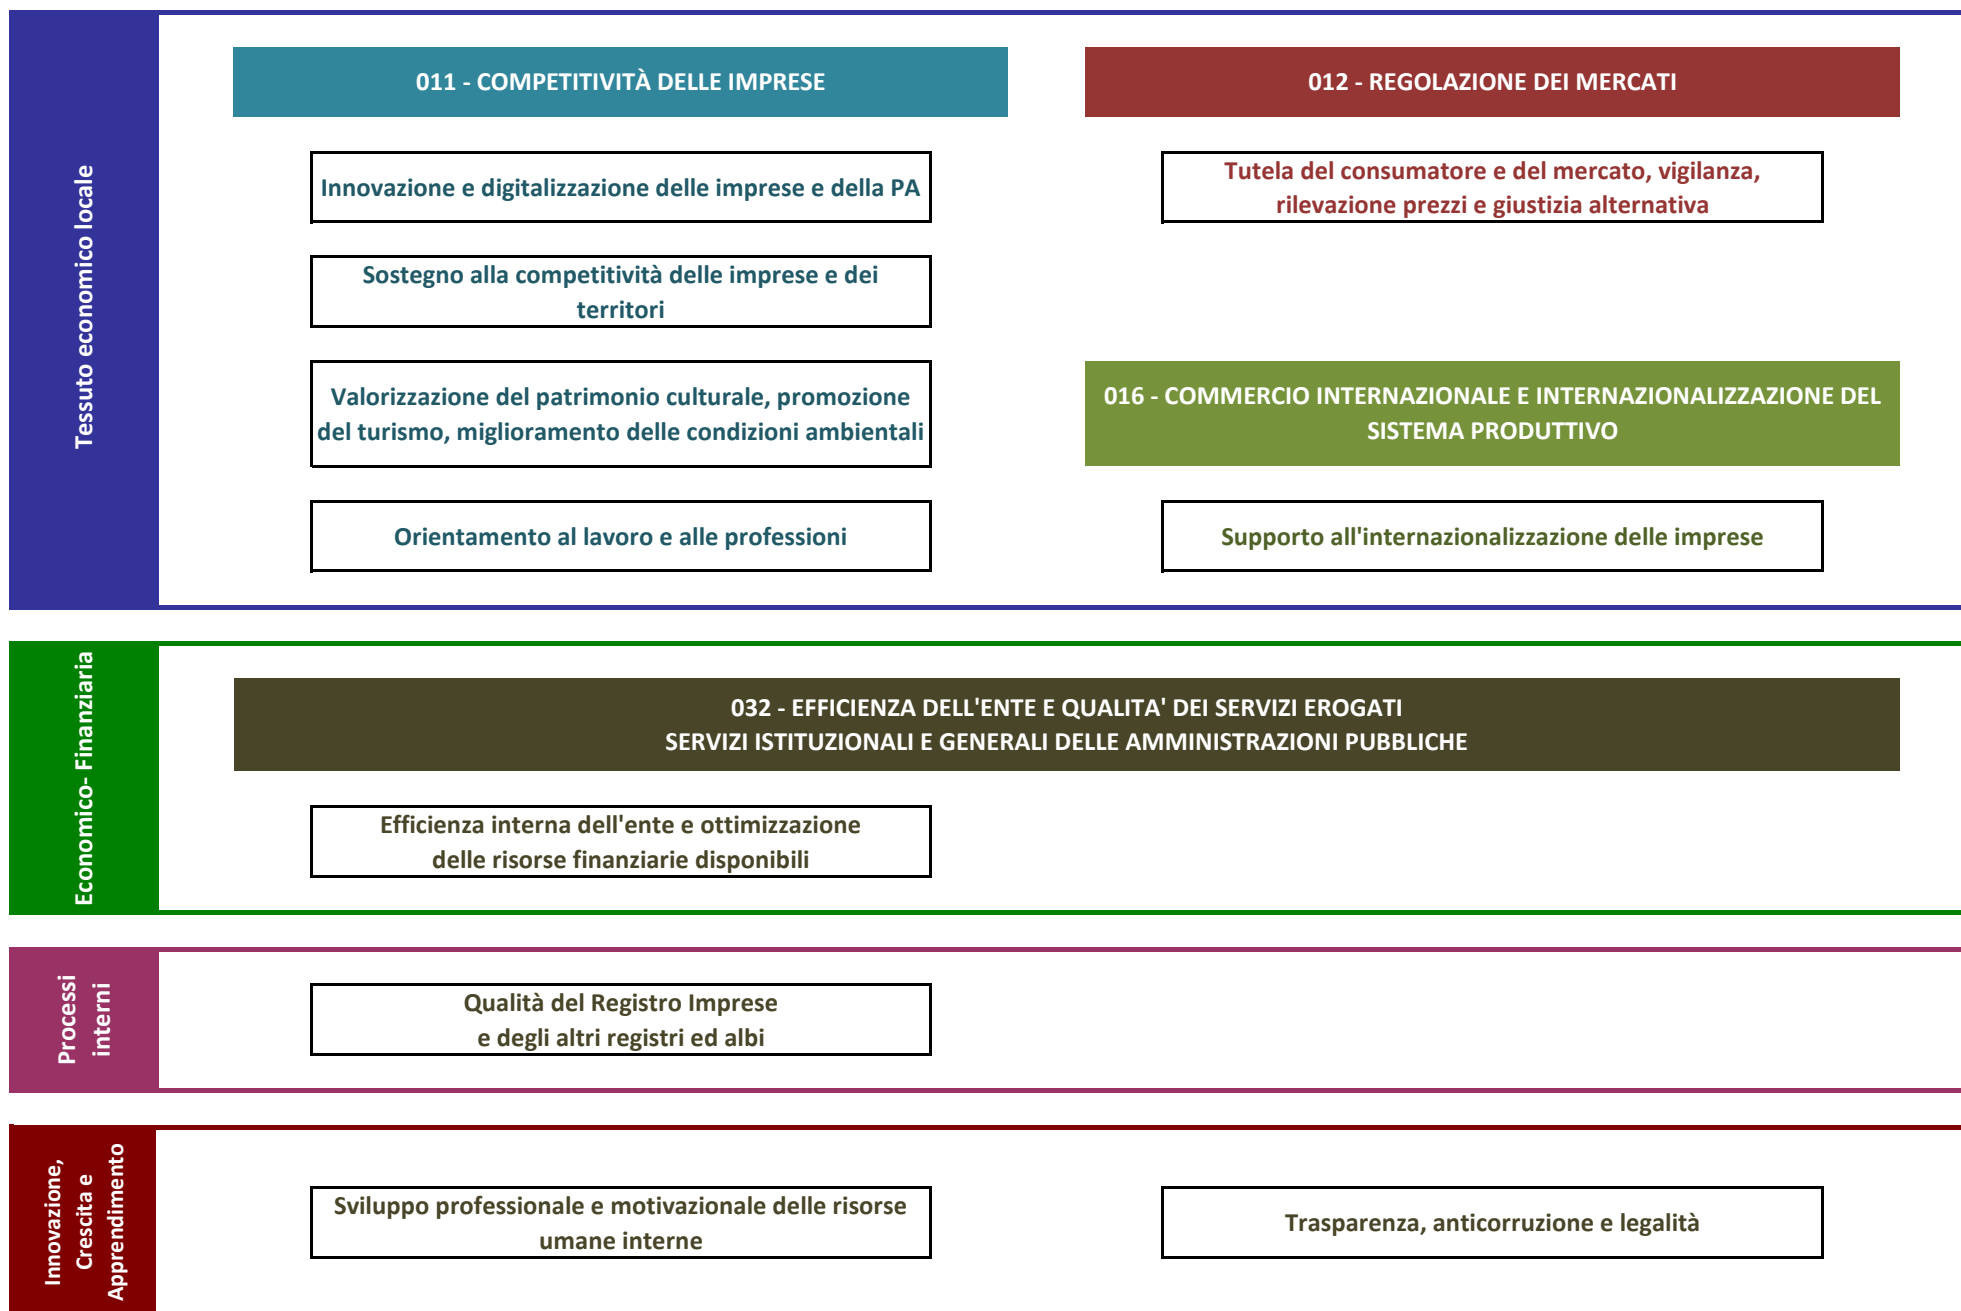 Tessuto economico locale
011 - COMPETITIVITÀ DELLE IMPRESE
Innovazione e digitalizzazione delle imprese e della PA
Sostegno alla competitività delle imprese e dei
territori
Valorizzazione del patrimonio culturale, promozione
del turismo, miglioramento delle condizioni ambientali
Orientamento al lavoro e alle professioni
012 - REGOLAZIONE DEI MERCATI
Tutela del consumatore e del mercato, vigilanza,
rilevazione prezzi e giustizia alternativa
016 - COMMERCIO INTERNAZIONALE E INTERNAZIONALIZZAZIONE DEL
SISTEMA PRODUTTIVO
Supporto all'internazionalizzazione delle imprese
Economico- Finanziaria
032 - EFFICIENZA DELL'ENTE E QUALITA' DEI SERVIZI EROGATI
SERVIZI ISTITUZIONALI E GENERALI DELLE AMMINISTRAZIONI PUBBLICHE
Efficienza interna dell'ente e ottimizzazione
delle risorse finanziarie disponibili
Processi
interni
Qualità del Registro Imprese
e degli altri registri ed albi
Innovazione,
Crescita e
Apprendimento
Sviluppo professionale e motivazionale delle risorse
umane interne
Trasparenza, anticorruzione e legalità